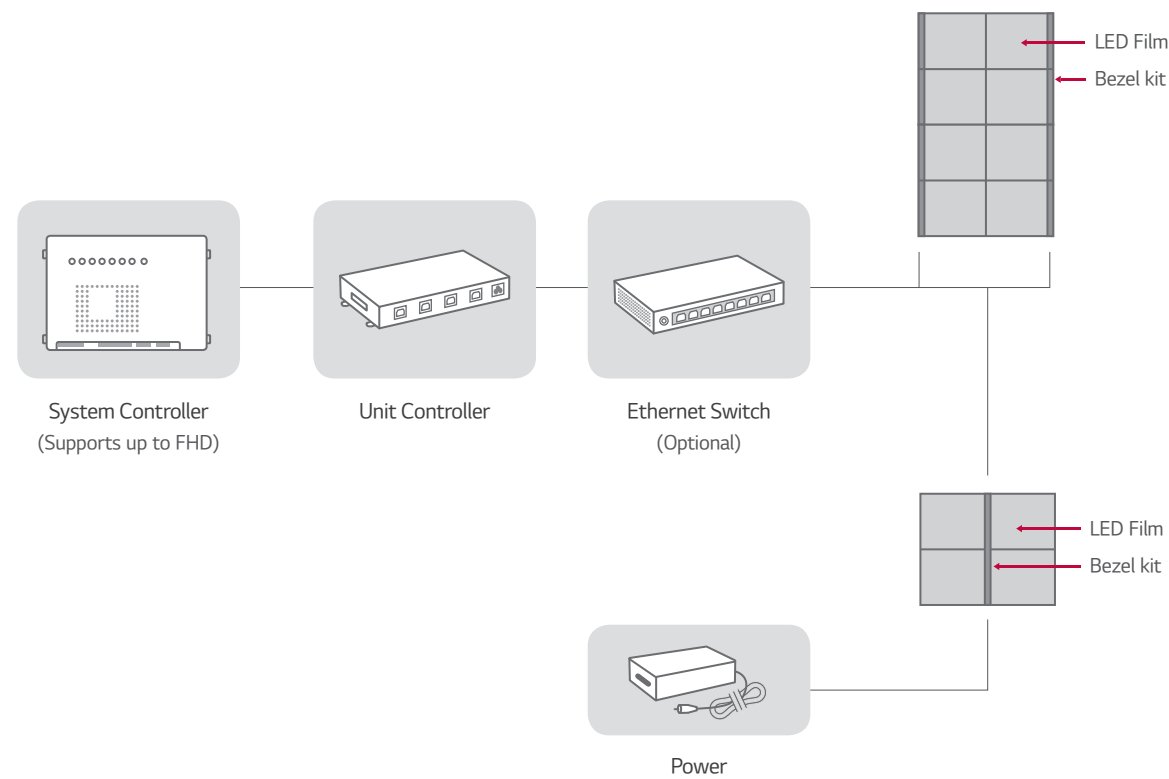 LED Film
Bezel kit
System Controller
(Supports up to FHD)
Unit Controller
Ethernet Switch
(Optional)
LED Film
Bezel kit
Power